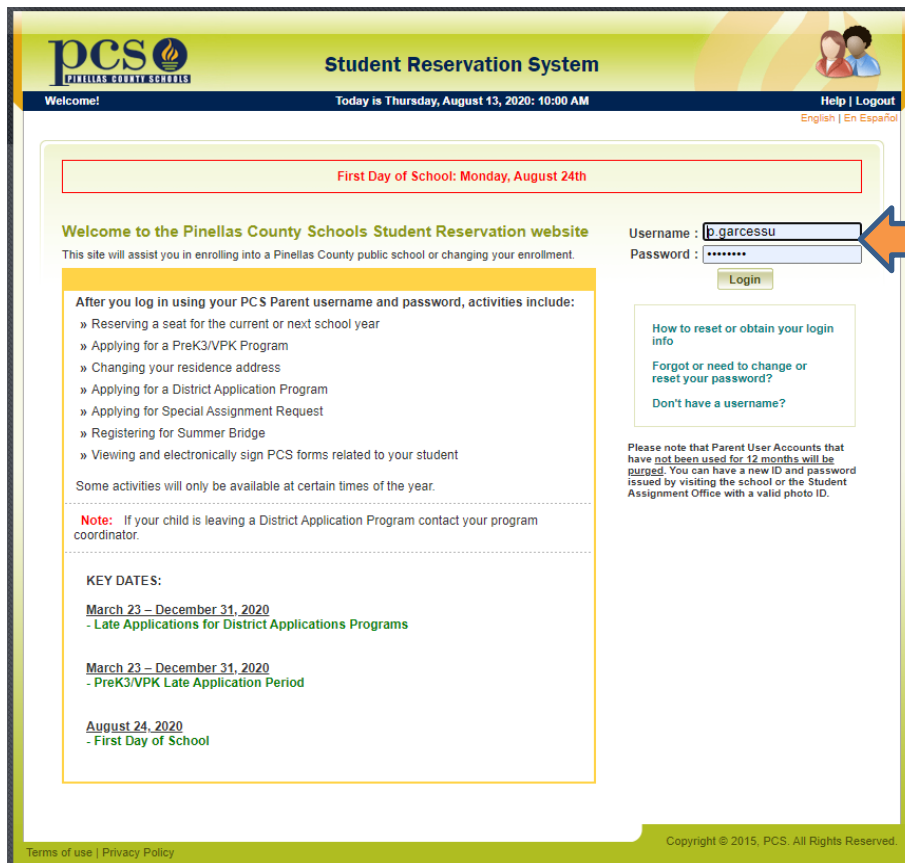 pcs
PINELLAS COUNTY SCHOOLS
Student Reservation System
Welcome! Today is Thursday, August 13, 2020: 10:00 AM Help | Logout
English | En Español
First Day of School: Monday, August 24th
Welcome to the Pinellas County Schools Student Reservation website
This site will assist you in enrolling into a Pinellas County public school or changing your enrollment.
After you log in using your PCS Parent username and password, activities include:
» Reserving a seat for the current or next school year
» Applying for a PreK3/VPK Program
» Changing your residence address
» Applying for a District Application Program
» Applying for Special Assignment Request
» Registering for Summer Bridge
» Viewing and electronically sign PCS forms related to your student
Some activities will only be available at certain times of the year.
Note: If your child is leaving a District Application Program contact your program
coordinator.
KEY DATES:
March 23 – December 31, 2020
- Late Applications for District Applications Programs
March 23 – December 31, 2020
- PreK3/VPK Late Application Period
August 24, 2020
- First Day of School
Username : p.garcessu
Password : ••••••••
Login
How to reset or obtain your login
info
Forgot or need to change or
reset your password?
Don't have a username?
Please note that Parent User Accounts that
have not been used for 12 months will be
purged. You can have a new ID and password
issued by visiting the school or the Student
Assignment Office with a valid photo ID.
Terms of use | Privacy Policy
Copyright © 2015, PCS. All Rights Reserved.